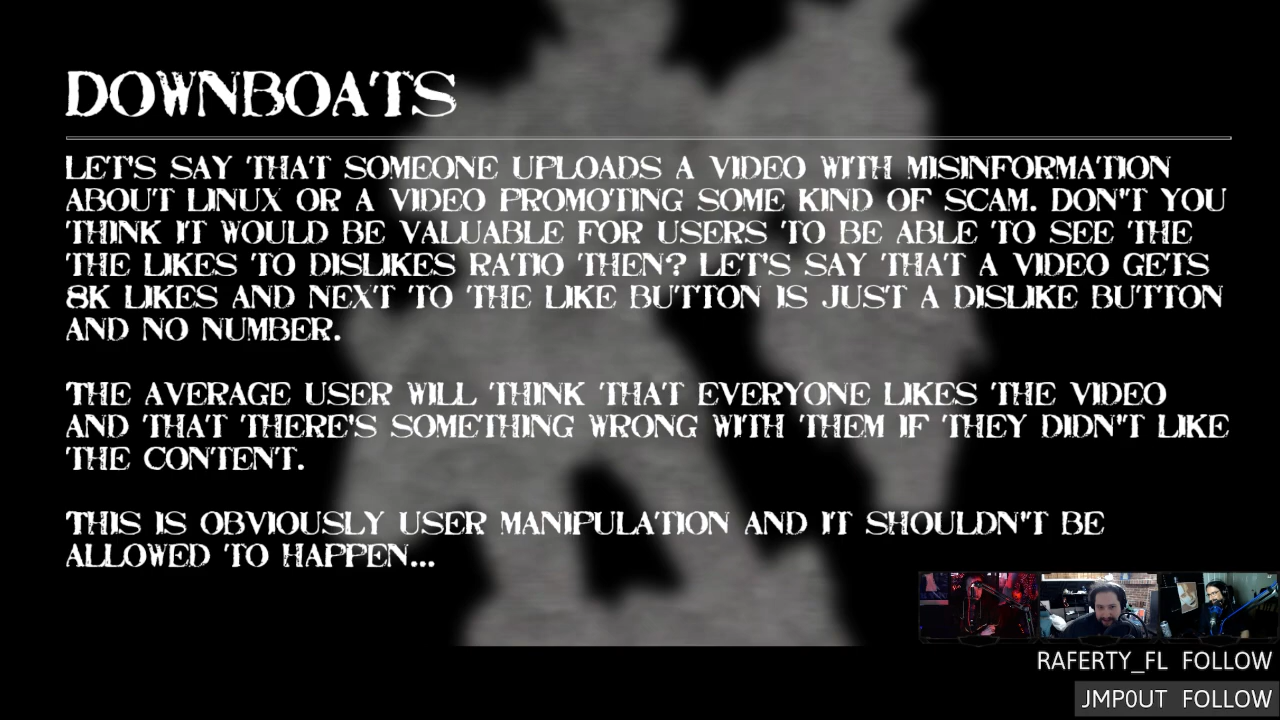 DOWNBOATS
LET'S SAY THAT SOMEONE UPLOADS A VIDEO WITH MISINFORMATION
ABOUT LINUX OR A VIDEO PROMOTING SOME KIND OF SCAM. DON'T YOU
THINK IT WOULD BE VALUABLE FOR USERS TO BE ABLE TO SEE THE
THE LIKES TO DISLIKES RATIO THEN? LET'S SAY THAT A VIDEO GETS
8K LIKES AND NEXT TO THE LIKE BUTTON IS JUST A DISLIKE BUTTON
AND NO NUMBER.
THE AVERAGE USER WILL THINK THAT EVERYONE LIKES THE VIDEO
AND THAT THERE'S SOMETHING WRONG WITH THEM IF THEY DIDN'T LIKE
THE CONTENT.
THIS IS OBVIOUSLY USER MANIPULATION AND IT SHOULDN'T BE
ALLOWED TO HAPPEN...
RAFERTY_FL FOLLOW
JMP0UT FOLLOW